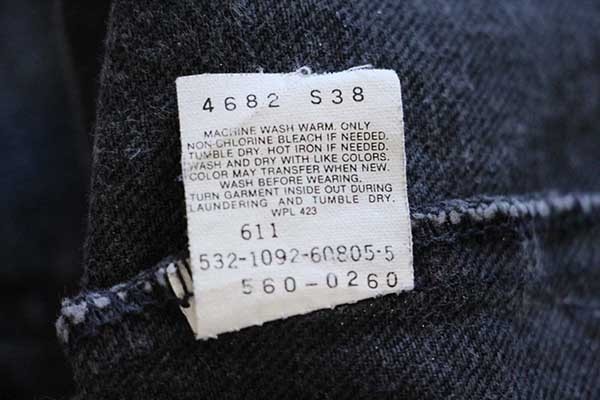 4682 S38
MACHINE WASH WARM. ONLY
NON-CHLORINE BLEACH IF NEEDED.
TUMBLE DRY. HOT IRON IF NEEDED.
WASH AND DRY WITH LIKE COLORS.
COLOR MAY TRANSFER WHEN NEW.
WASH BEFORE WEARING.
TURN GARMENT INSIDE OUT DURING
LAUNDERING AND TUMBLE DRY.
WPL 423
611
532-1092-60805-5
560-0260